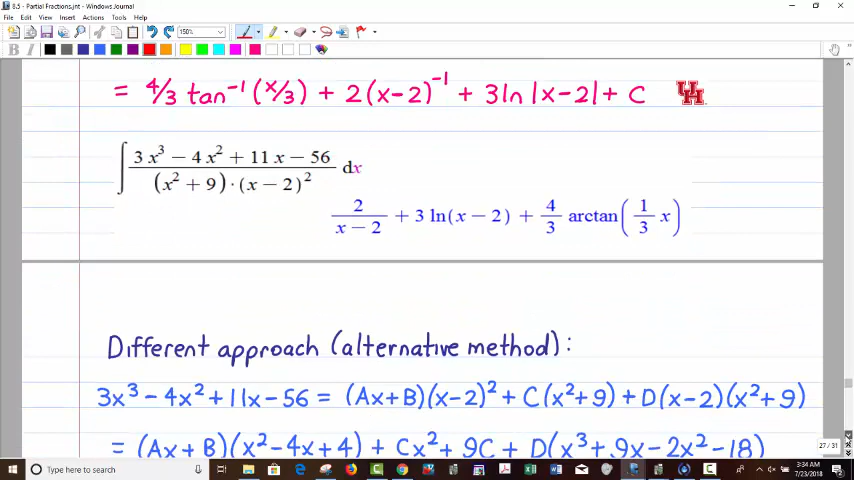 8.5 - Partial Fractions.jnt - Windows Journal
File Edit View Insert Actions Tools Help
150%
B I
= 4/3 tan⁻¹(x/3) + 2(x-2)⁻¹ + 3ln|x-2| + C UH
∫ (3x³ − 4x² + 11x − 56) / ((x² + 9)·(x − 2)²) dx
2/(x − 2) + 3 ln(x − 2) + 4/3 arctan(1/3 x)
Different approach (alternative method):
3x³ - 4x² + 11x - 56 = (Ax+B)(x-2)² + C(x²+9) + D(x-2)(x²+9)
= (Ax+B)(x²-4x+4) + Cx² + 9C + D(x³+9x-2x²-18)
27 / 31
Type here to search
3:34 AM
7/23/2018